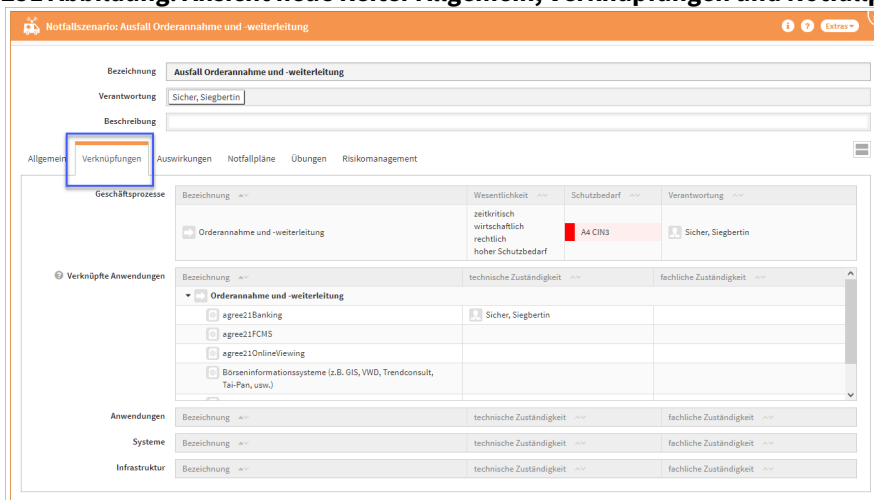 Notfallszenario: Ausfall Orderannahme und -weiterleitung
Extras
Bezeichnung Ausfall Orderannahme und -weiterleitung
Verantwortung Sicher, Siegbertin
Beschreibung
Allgemein Verknüpfungen Auswirkungen Notfallpläne Übungen Risikomanagement
Geschäftsprozesse Bezeichnung Wesentlichkeit Schutzbedarf Verantwortung
zeitkritisch
wirtschaftlich
Orderannahme und -weiterleitung A4 CIN3 Sicher, Siegbertin
rechtlich
hoher Schutzbedarf
Verknüpfte Anwendungen Bezeichnung technische Zuständigkeit fachliche Zuständigkeit
Orderannahme und -weiterleitung
agree21Banking Sicher, Siegbertin
agree21FCMS
agree21OnlineViewing
Börseninformationssysteme (z.B. GIS, VWD, Trendconsult,
Tai-Pan, usw.)
Anwendungen Bezeichnung technische Zuständigkeit fachliche Zuständigkeit
Systeme Bezeichnung technische Zuständigkeit fachliche Zuständigkeit
Infrastruktur Bezeichnung technische Zuständigkeit fachliche Zuständigkeit